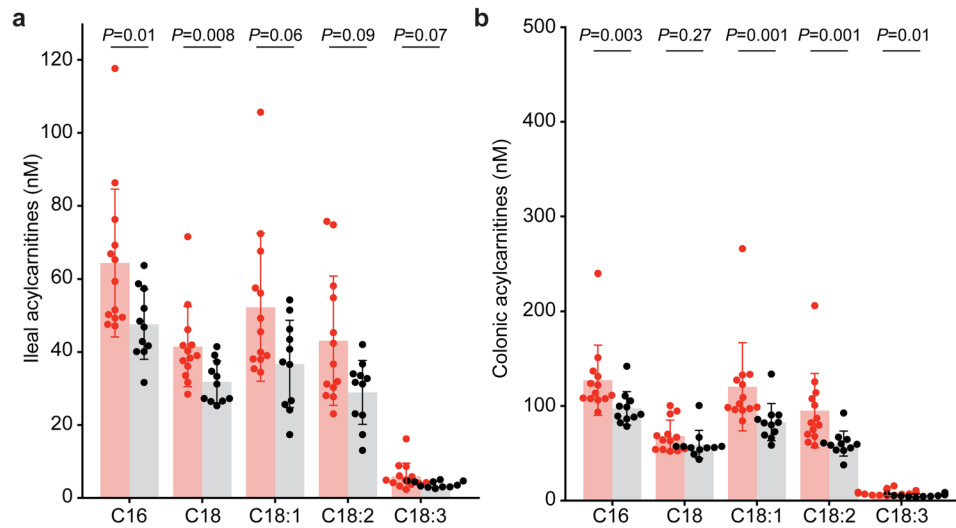 a
P=0.01 P=0.008 P=0.06 P=0.09 P=0.07
Ileal acylcarnitines (nM)
120
100
80
60
40
20
0
C16 C18 C18:1 C18:2 C18:3
b
P=0.003 P=0.27 P=0.001 P=0.001 P=0.01
Colonic acylcarnitines (nM)
500
400
300
200
100
0
C16 C18 C18:1 C18:2 C18:3